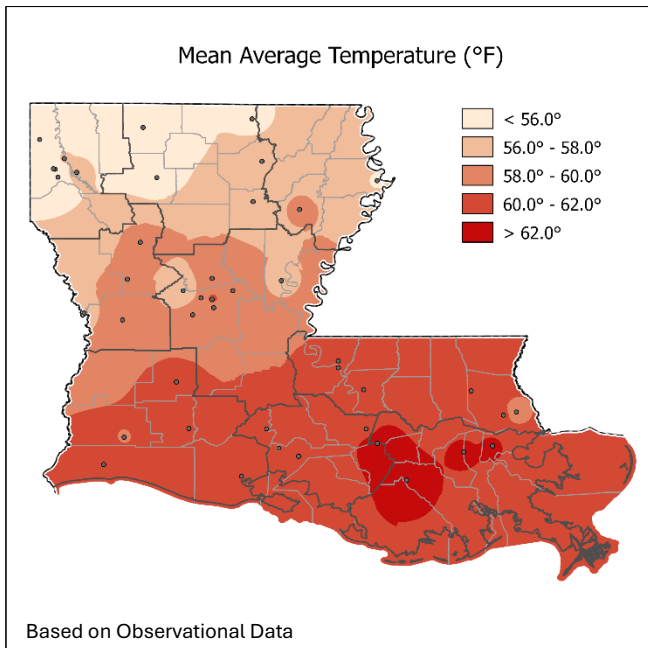 Mean Average Temperature (°F)
< 56.0°
56.0° - 58.0°
58.0° - 60.0°
60.0° - 62.0°
> 62.0°
Based on Observational Data